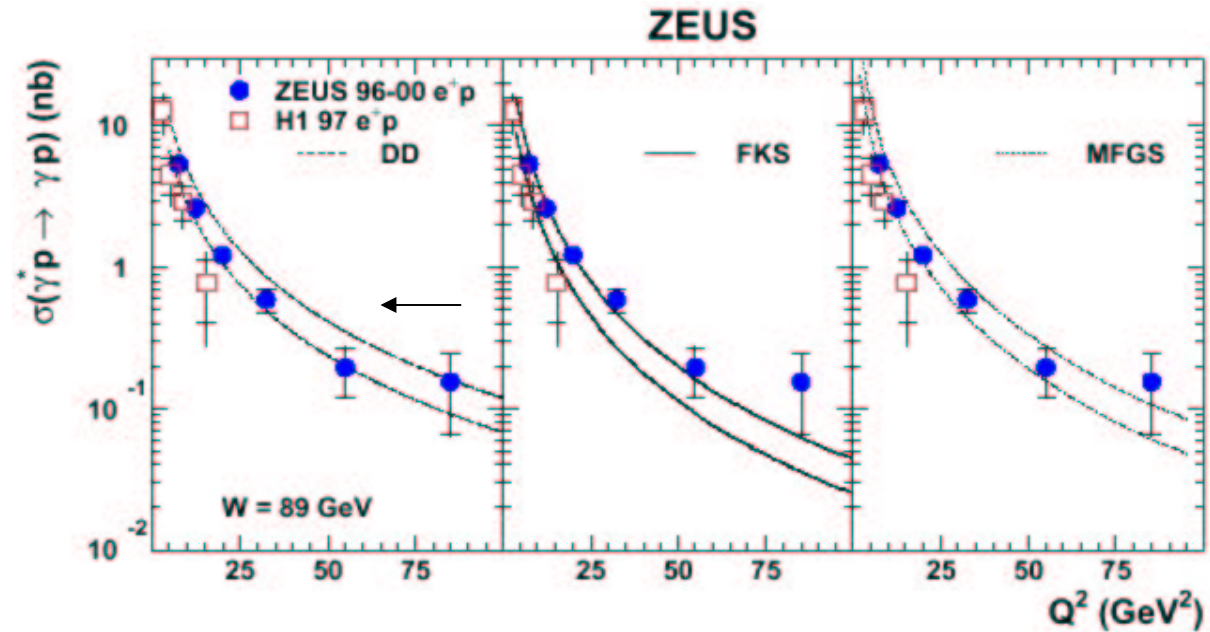 ZEUS
σ(γ*p → γp) (nb)
10
1
10⁻¹
10⁻²
ZEUS 96-00 e⁺p
H1 97 e⁺p
DD
FKS
MFGS
W = 89 GeV
25 50 75 25 50 75 25 50 75
Q² (GeV²)